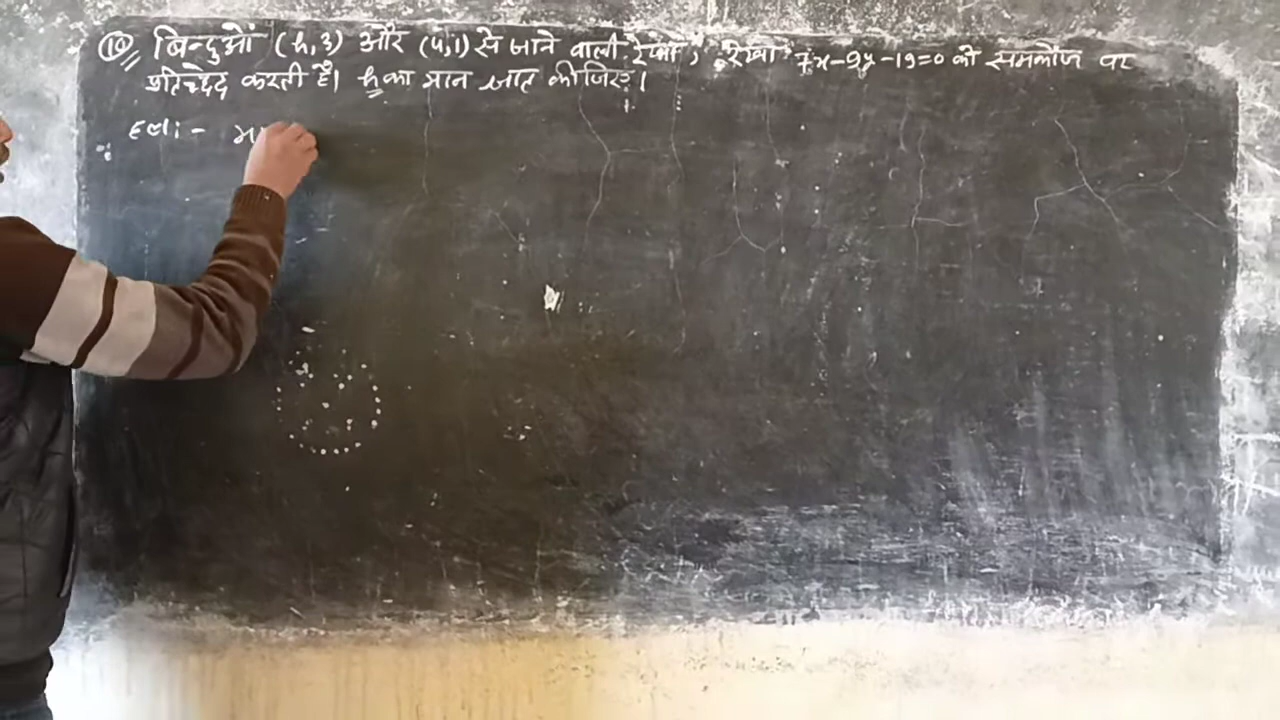 (10) बिन्दुओं (h,3) और (4,1) से जाने वाली रेखा, रेखा 7x-9y-19=0 को समकोण पर
प्रतिच्छेद करती है। h का मान ज्ञात कीजिए।
हल:-